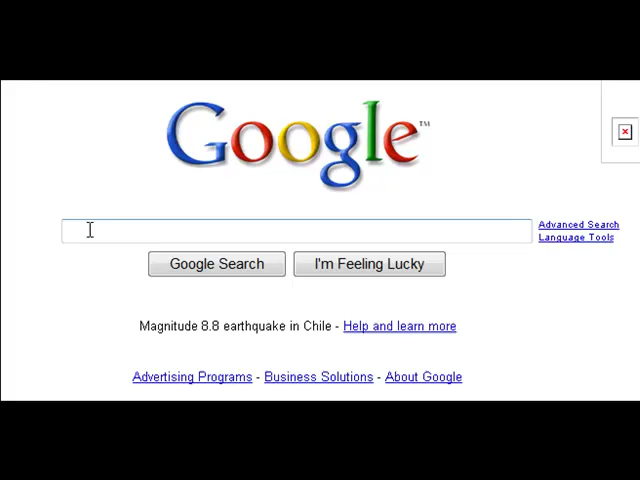 Google™
Advanced Search
Language Tools
Google Search
I'm Feeling Lucky
Magnitude 8.8 earthquake in Chile - Help and learn more
Advertising Programs - Business Solutions - About Google